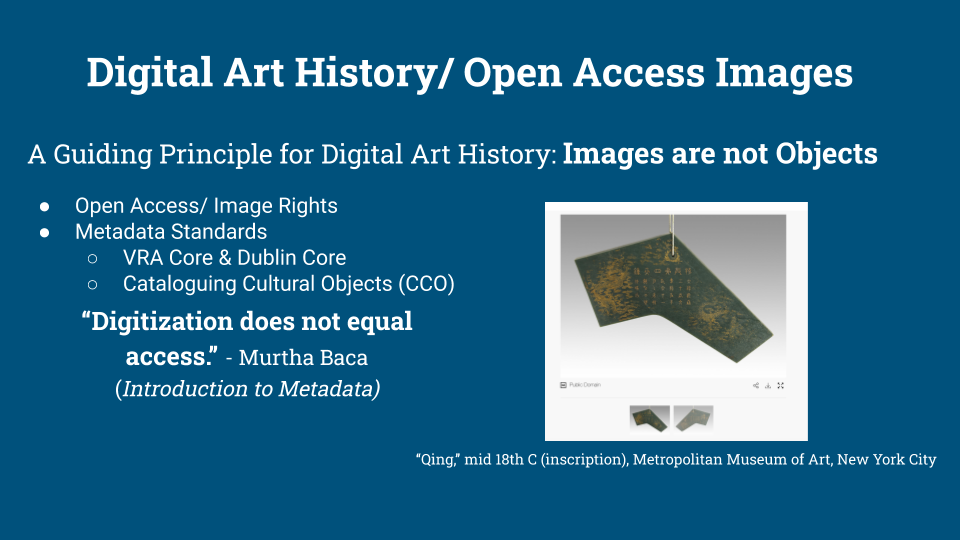 Digital Art History/ Open Access Images
A Guiding Principle for Digital Art History: Images are not Objects
● Open Access/ Image Rights
● Metadata Standards
○ VRA Core & Dublin Core
○ Cataloguing Cultural Objects (CCO)
“Digitization does not equal
access.” - Murtha Baca
(Introduction to Metadata)
Public Domain
“Qing,” mid 18th C (inscription), Metropolitan Museum of Art, New York City